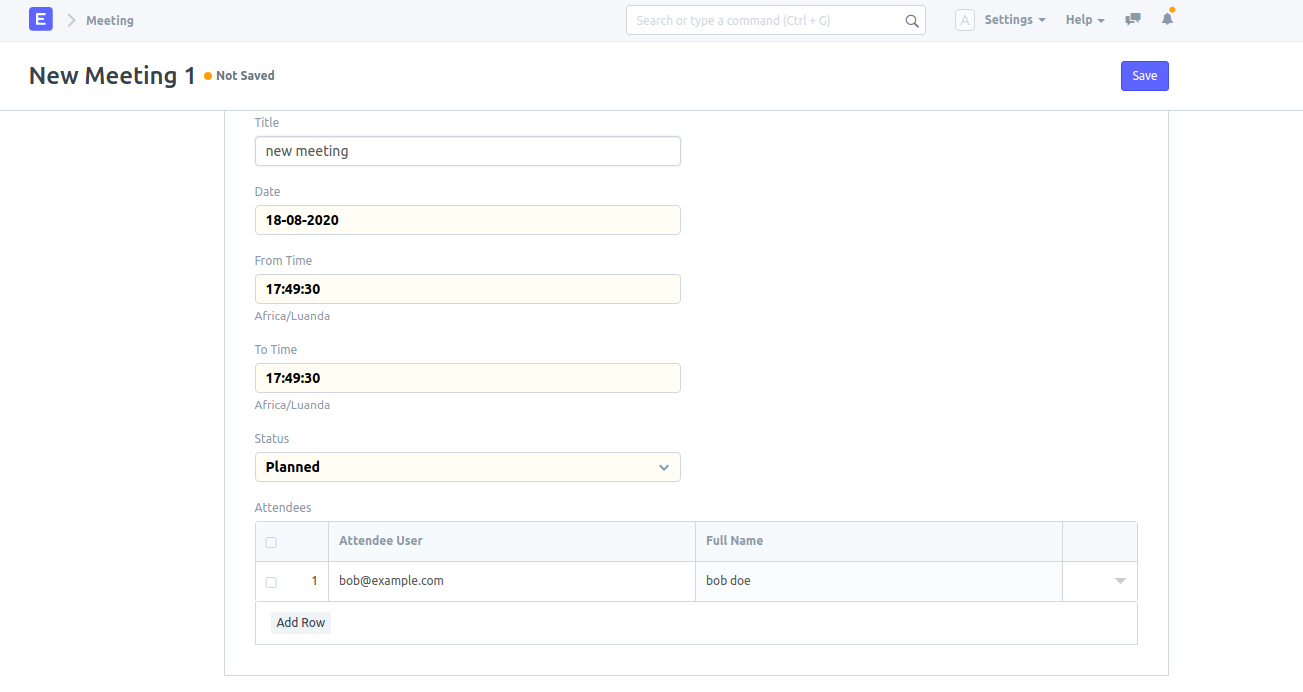 E Meeting Search or type a command (Ctrl + G) A Settings Help
New Meeting 1 Not Saved Save
Title
new meeting
Date
18-08-2020
From Time
17:49:30
Africa/Luanda
To Time
17:49:30
Africa/Luanda
Status
Planned
Attendees
Attendee User Full Name
1 bob@example.com bob doe
Add Row